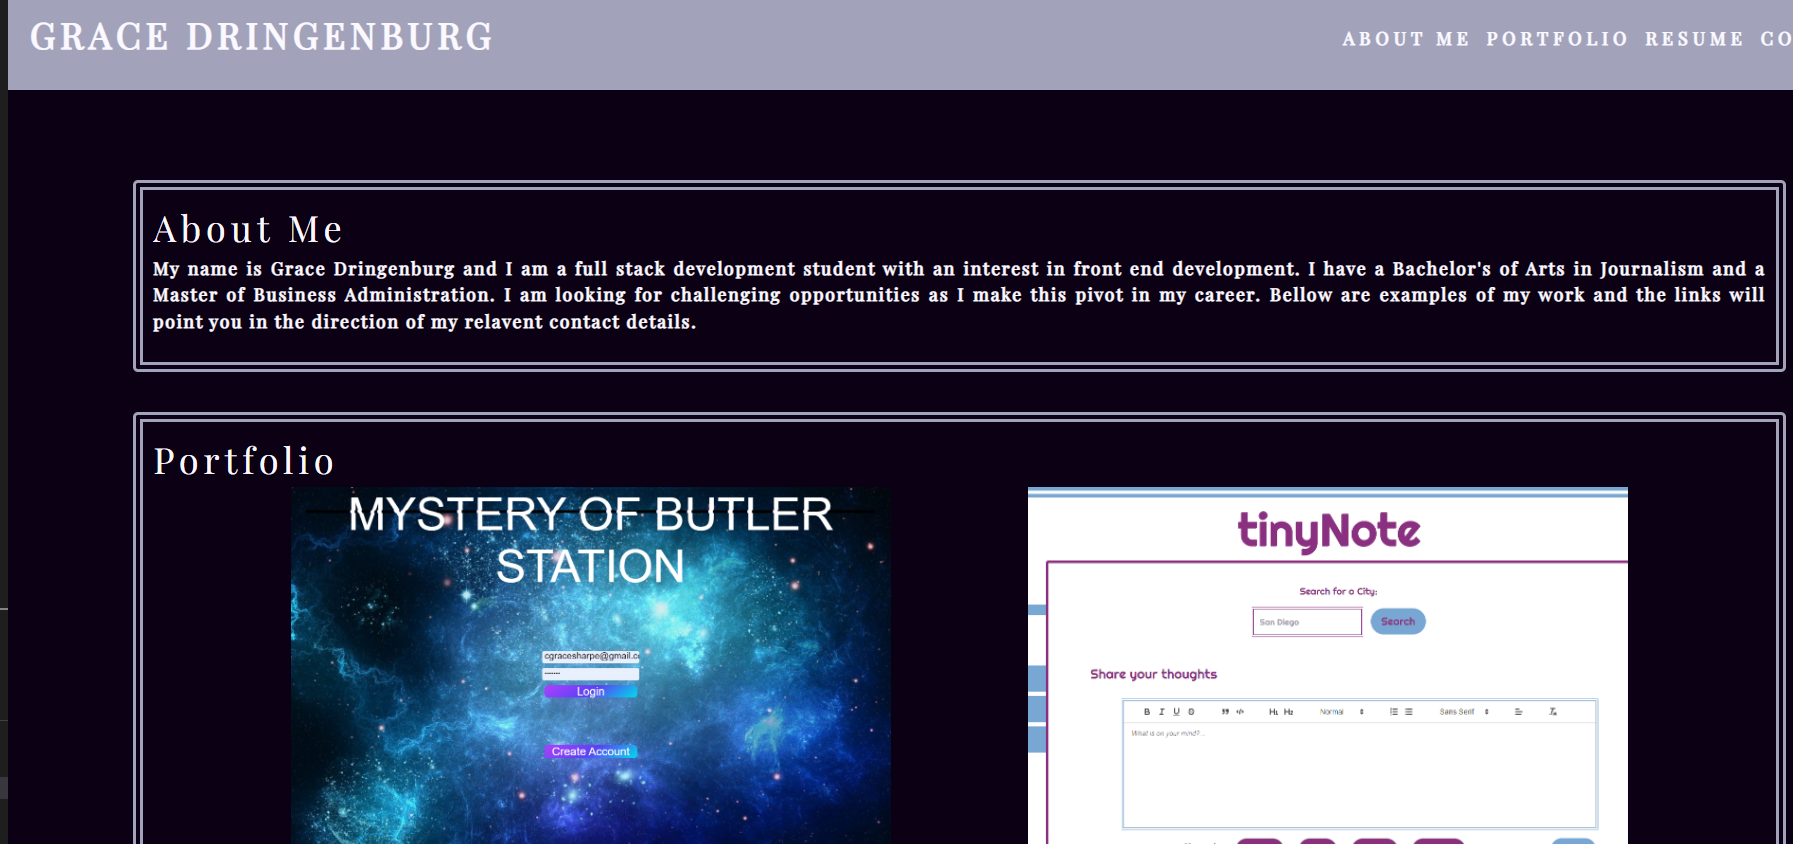 GRACE DRINGENBURG
ABOUT ME PORTFOLIO RESUME CO
About Me
My name is Grace Dringenburg and I am a full stack development student with an interest in front end development. I have a Bachelor's of Arts in Journalism and a
Master of Business Administration. I am looking for challenging opportunities as I make this pivot in my career. Bellow are examples of my work and the links will
point you in the direction of my relavent contact details.
Portfolio
MYSTERY OF BUTLER
STATION
cgracesharpe@gmail.c
Login
Create Account
tinyNote
Search for a City:
San Diego
Search
Share your thoughts
B I U
H1 H2 Normal Sans Serif
What is on your mind?...